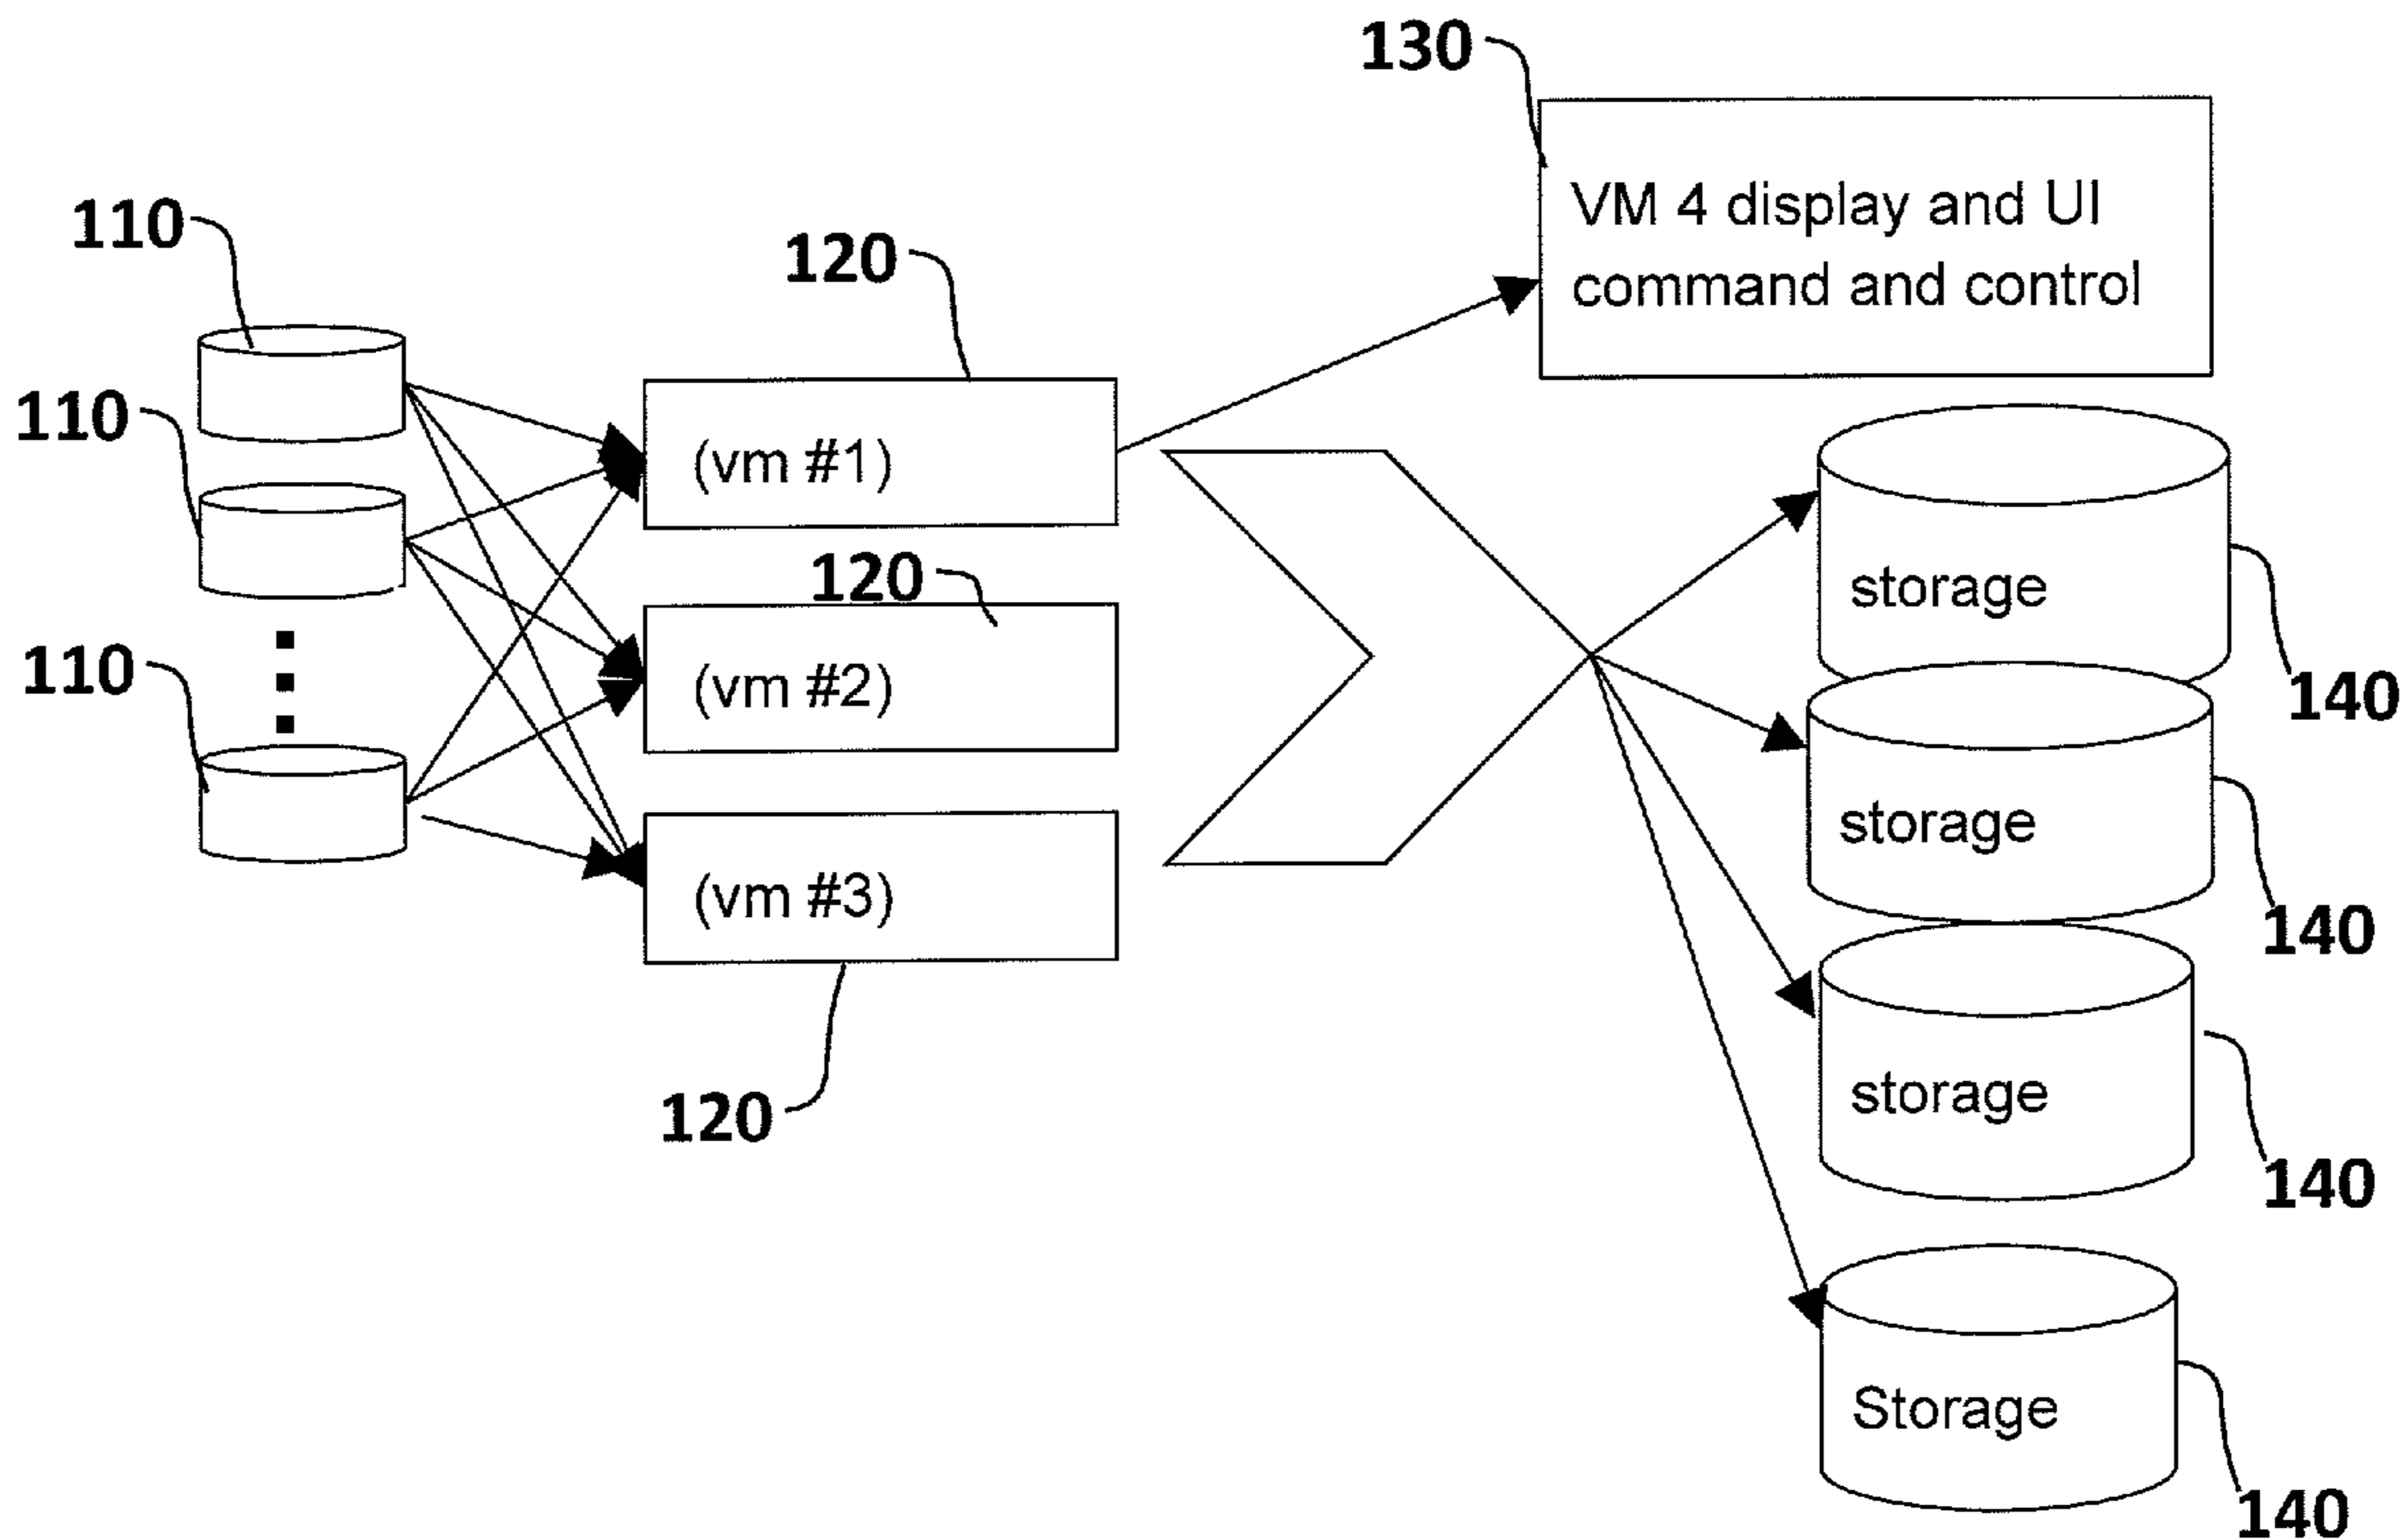 130
VM 4 display and UI
command and control
110
120
110
(vm #1)
120
storage
110
(vm #2)
140
storage
(vm #3)
140
storage
120
140
Storage
140